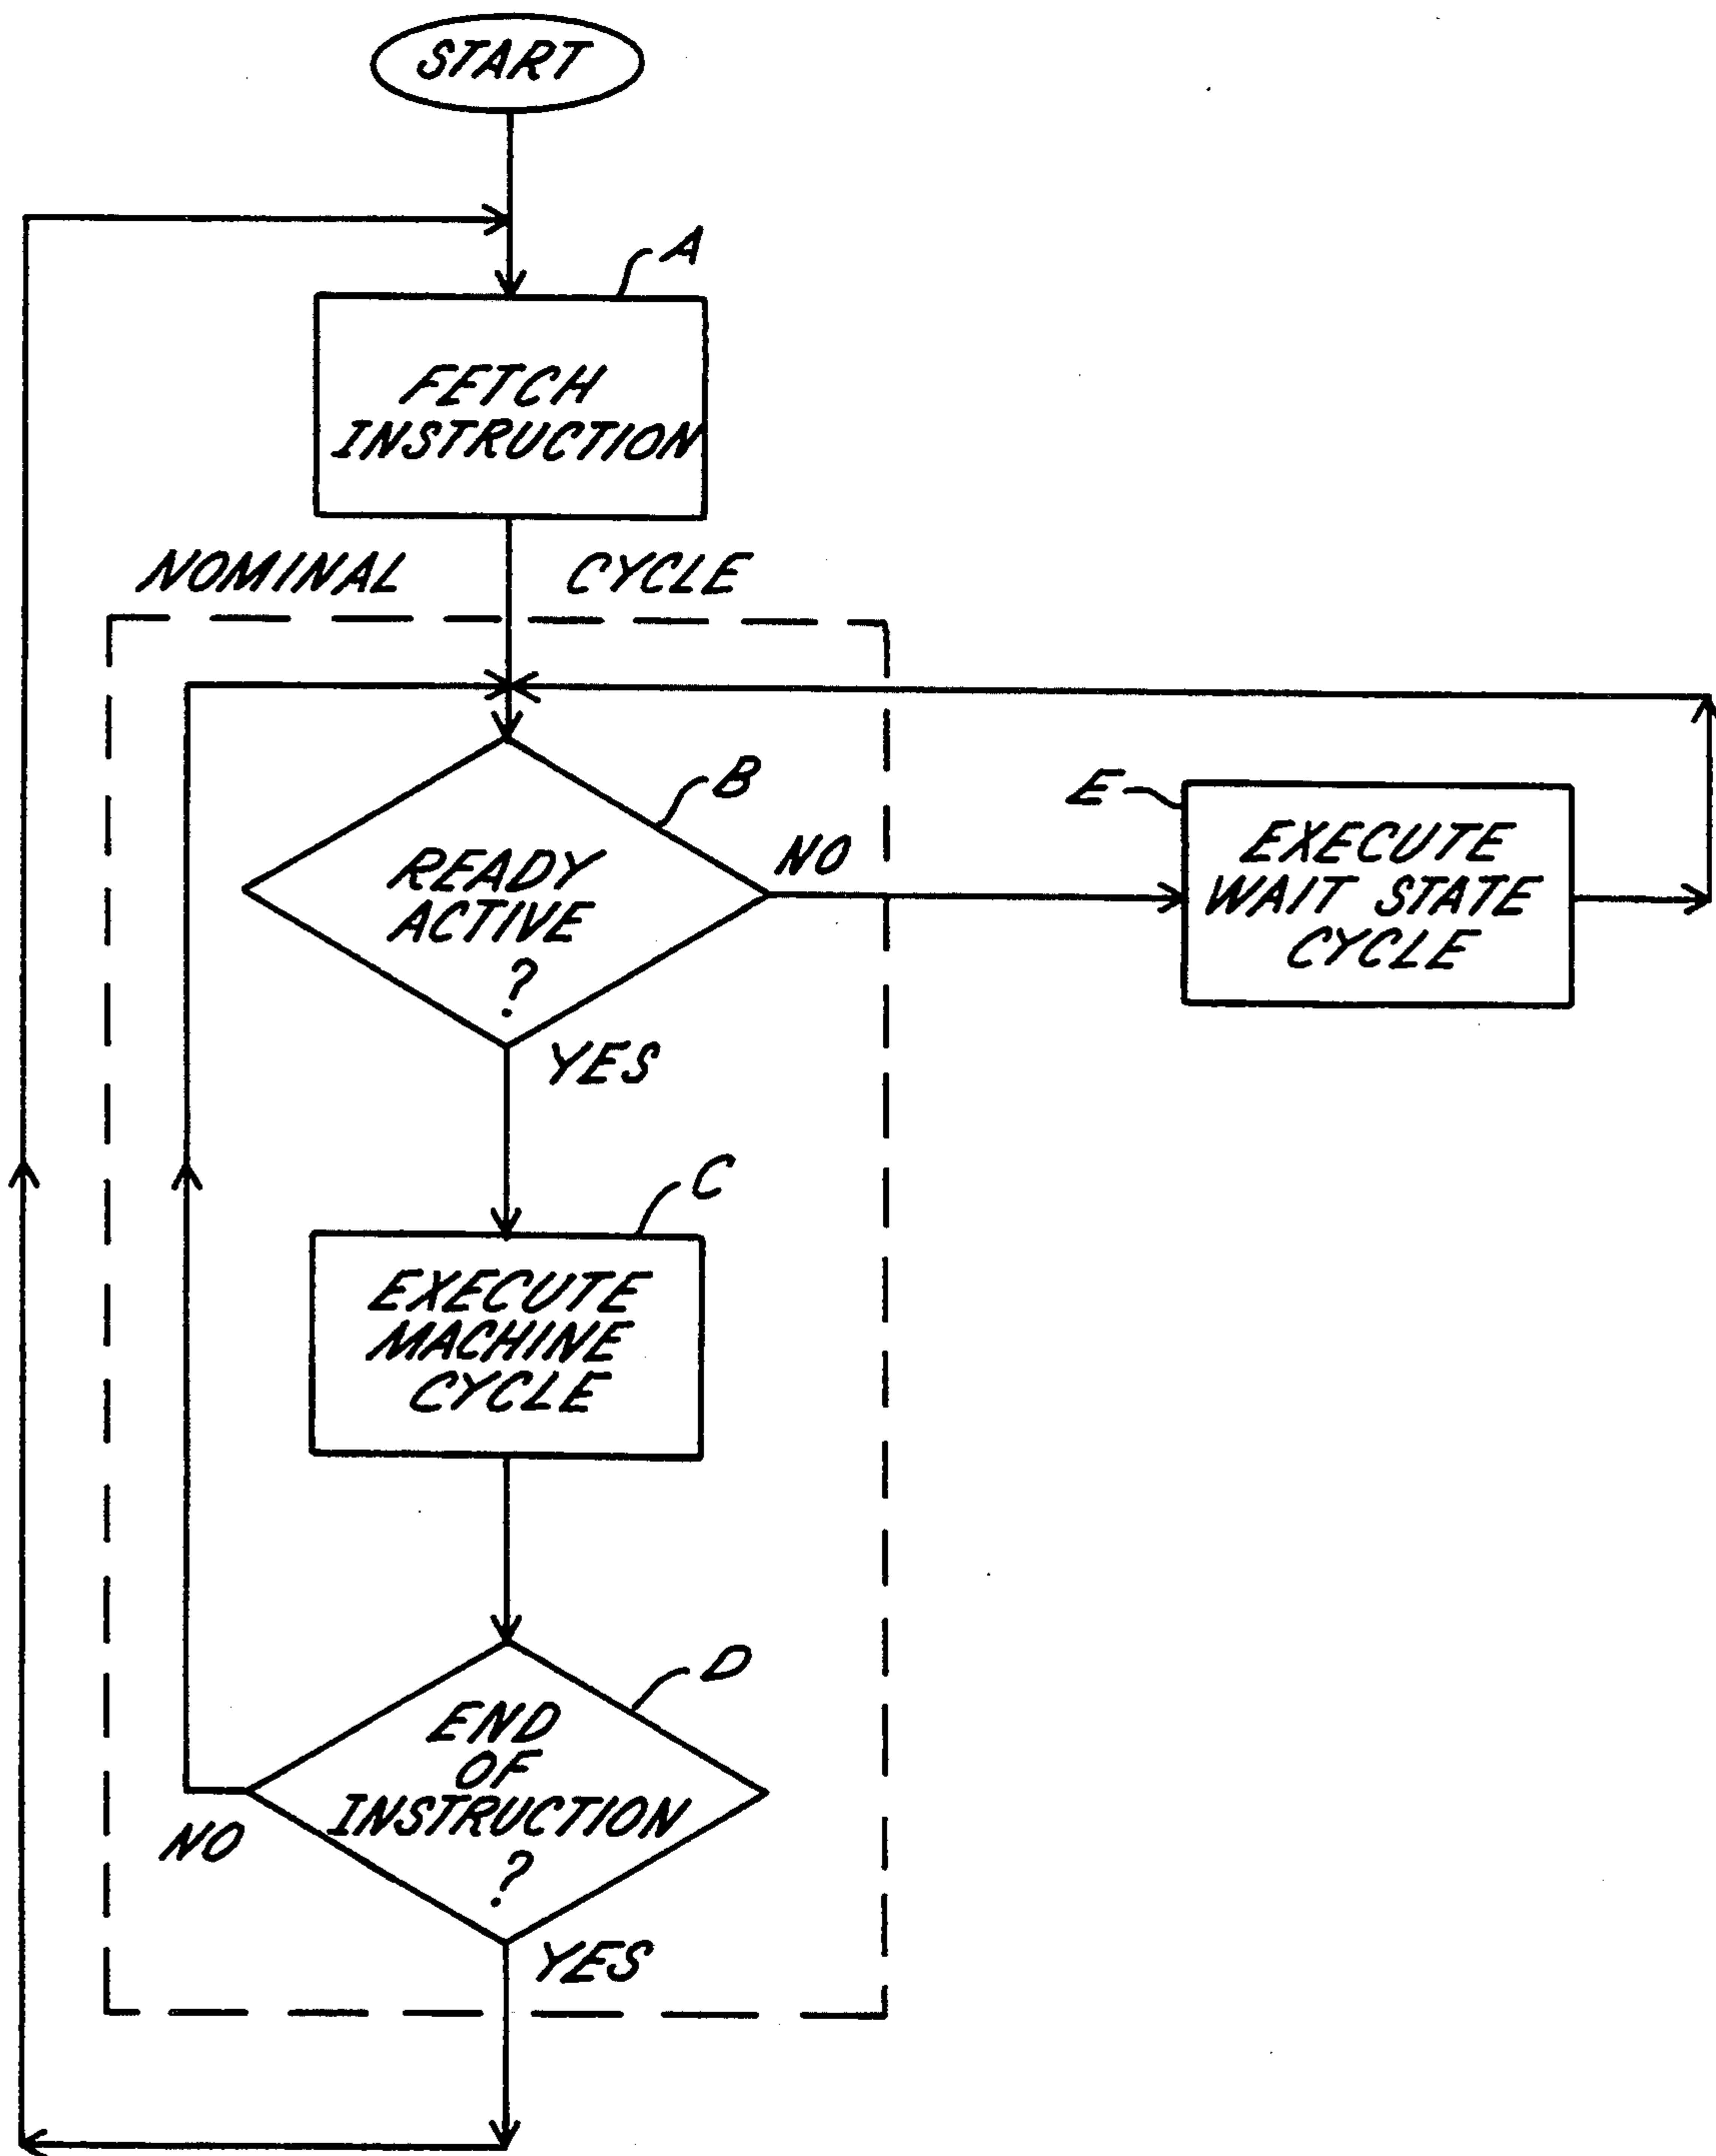 START
A
FETCH
INSTRUCTION
NOMINAL CYCLE
B
READY
ACTIVE
?
NO
E
EXECUTE
WAIT STATE
CYCLE
YES
C
EXECUTE
MACHINE
CYCLE
D
END
OF
INSTRUCTION
?
NO
YES